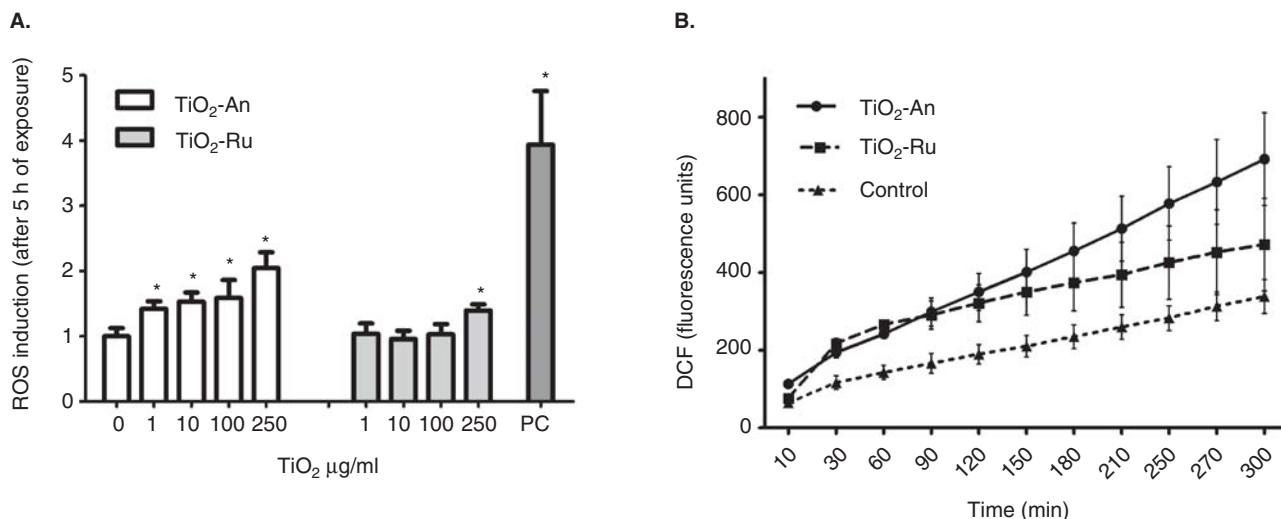 A.
ROS induction (after 5 h of exposure)
5
4
3
2
1
0
TiO₂-An
TiO₂-Ru
*
*
*
*
*
*
0 1 10 100 250 1 10 100 250 PC
TiO₂ μg/ml
B.
DCF (fluorescence units)
800
600
400
200
0
TiO₂-An
TiO₂-Ru
Control
10 30 60 90 120 150 180 210 250 270 300
Time (min)